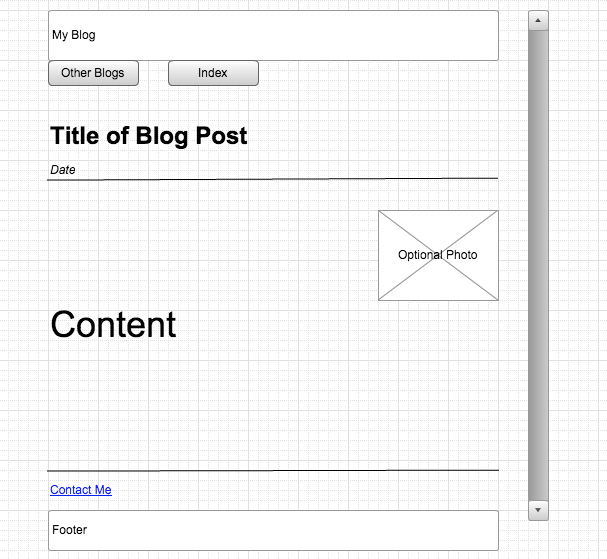 My Blog
Other Blogs
Index
Title of Blog Post
Date
Optional Photo
Content
Contact Me
Footer